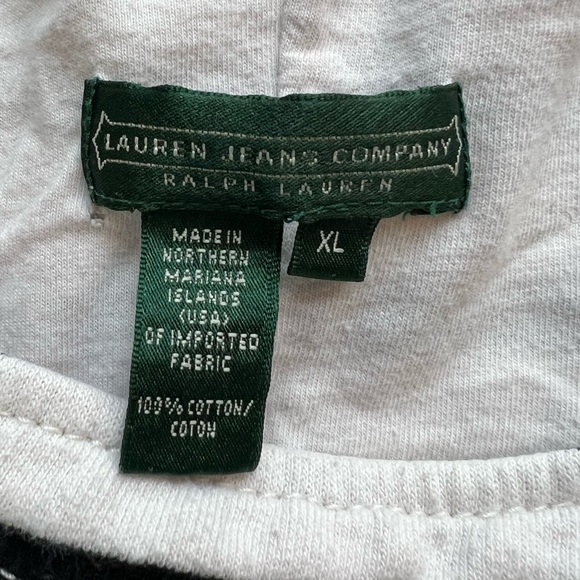 LAUREN JEANS COMPANY
RALPH LAUREN
XL
MADE IN
NORTHERN
MARIANA
ISLANDS
(USA)
OF IMPORTED
FABRIC
100% COTTON/
COTON